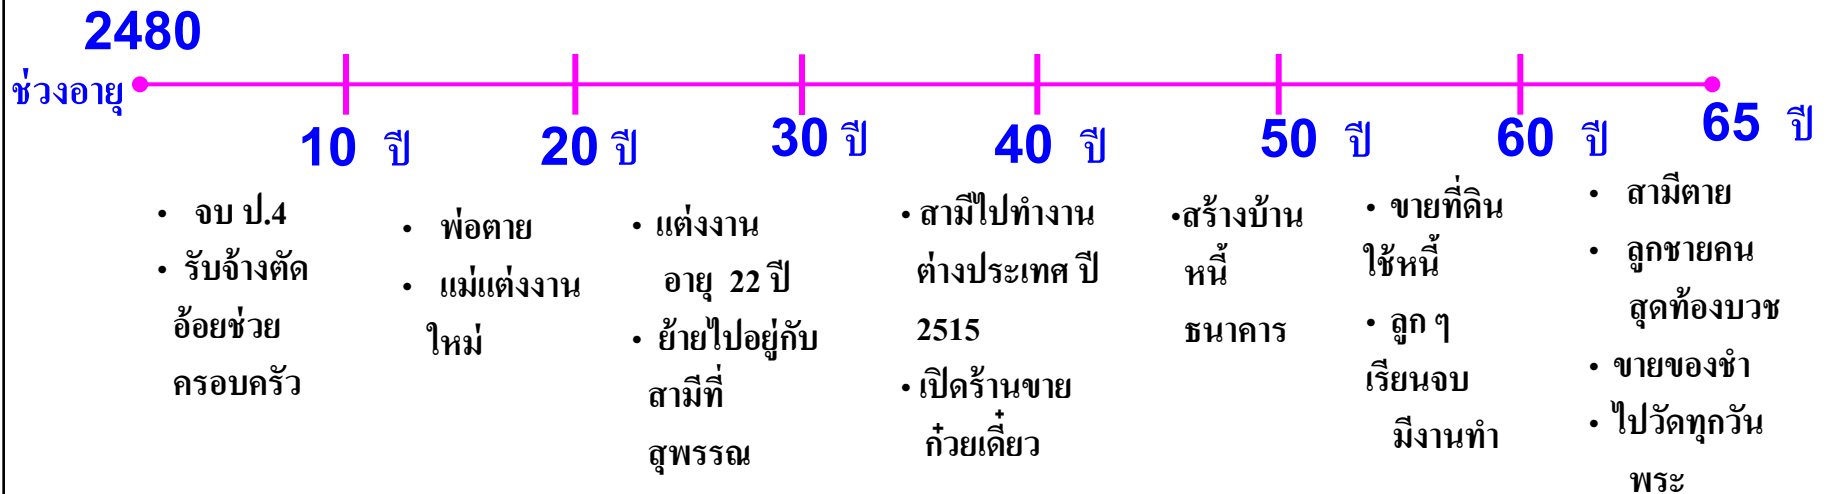 2480
ช่วงอายุ
10 ปี
20 ปี
30 ปี
40 ปี
50 ปี
60 ปี
65 ปี
• จบ ป.4
• รับจ้างตัด
อ้อยช่วย
ครอบครัว
• พ่อตาย
• แม่แต่งงาน
ใหม่
• แต่งงาน
อายุ 22 ปี
• ย้ายไปอยู่กับ
สามีที่
สุพรรณ
• สามีไปทำงาน
ต่างประเทศ ปี
2515
• เปิดร้านขาย
ก๋วยเตี๋ยว
•สร้างบ้าน
หนี้
ธนาคาร
• ขายที่ดิน
ใช้หนี้
• ลูก ๆ
เรียนจบ
มีงานทำ
• สามีตาย
• ลูกชายคน
สุดท้องบวช
• ขายของชำ
• ไปวัดทุกวัน
พระ